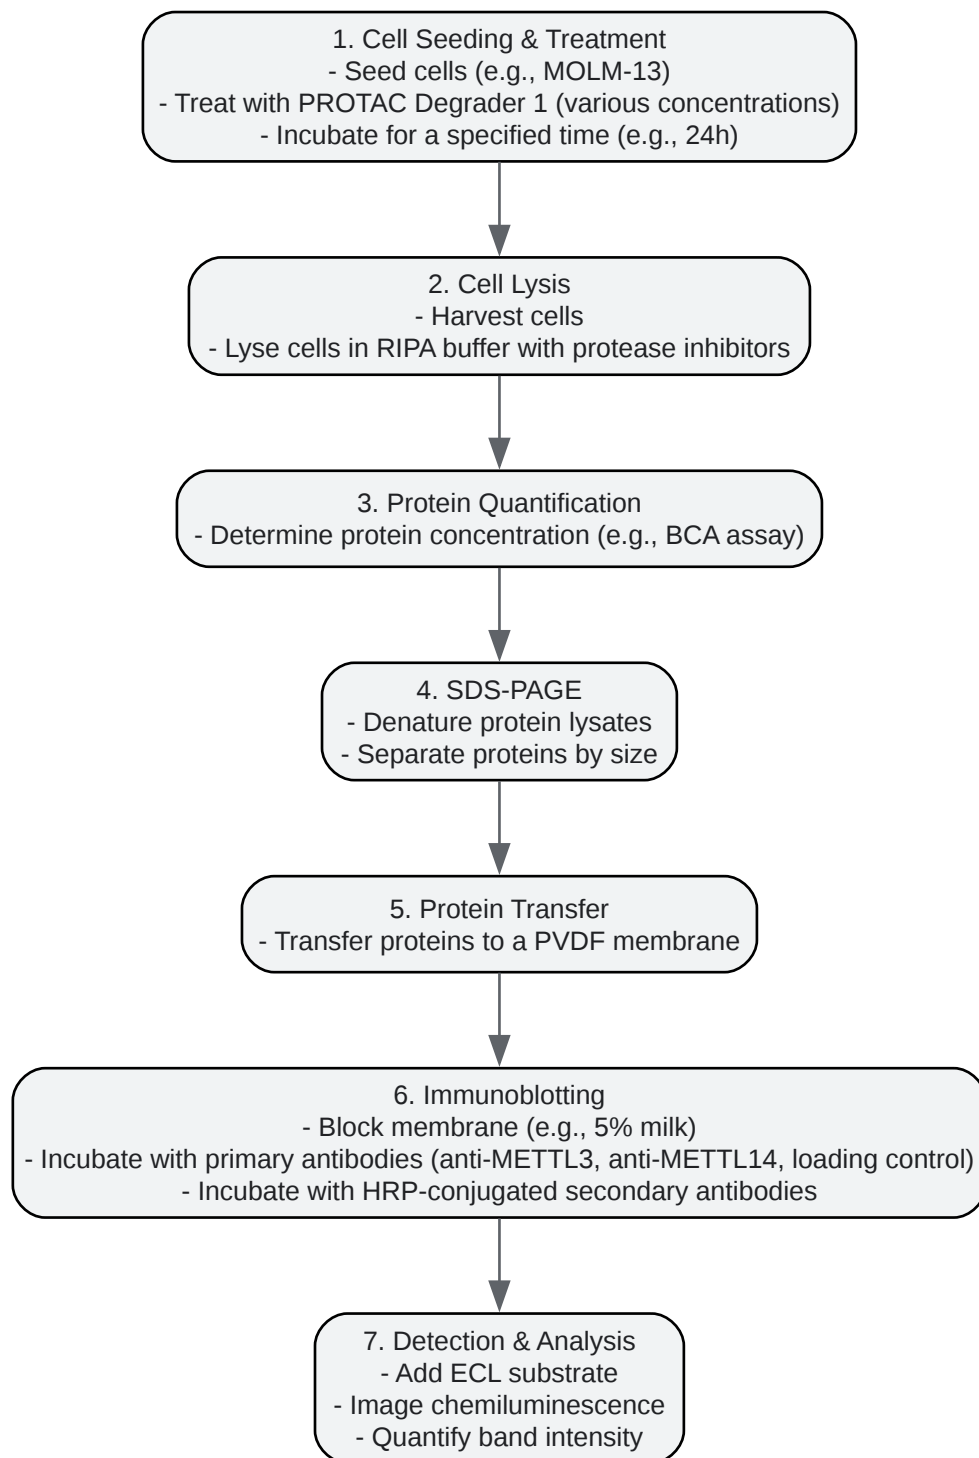 1. Cell Seeding & Treatment
- Seed cells (e.g., MOLM-13)
- Treat with PROTAC Degrader 1 (various concentrations)
- Incubate for a specified time (e.g., 24h)
2. Cell Lysis
- Harvest cells
- Lyse cells in RIPA buffer with protease inhibitors
3. Protein Quantification
- Determine protein concentration (e.g., BCA assay)
4. SDS-PAGE
- Denature protein lysates
- Separate proteins by size
5. Protein Transfer
- Transfer proteins to a PVDF membrane
6. Immunoblotting
- Block membrane (e.g., 5% milk)
- Incubate with primary antibodies (anti-METTL3, anti-METTL14, loading control)
- Incubate with HRP-conjugated secondary antibodies
7. Detection & Analysis
- Add ECL substrate
- Image chemiluminescence
- Quantify band intensity